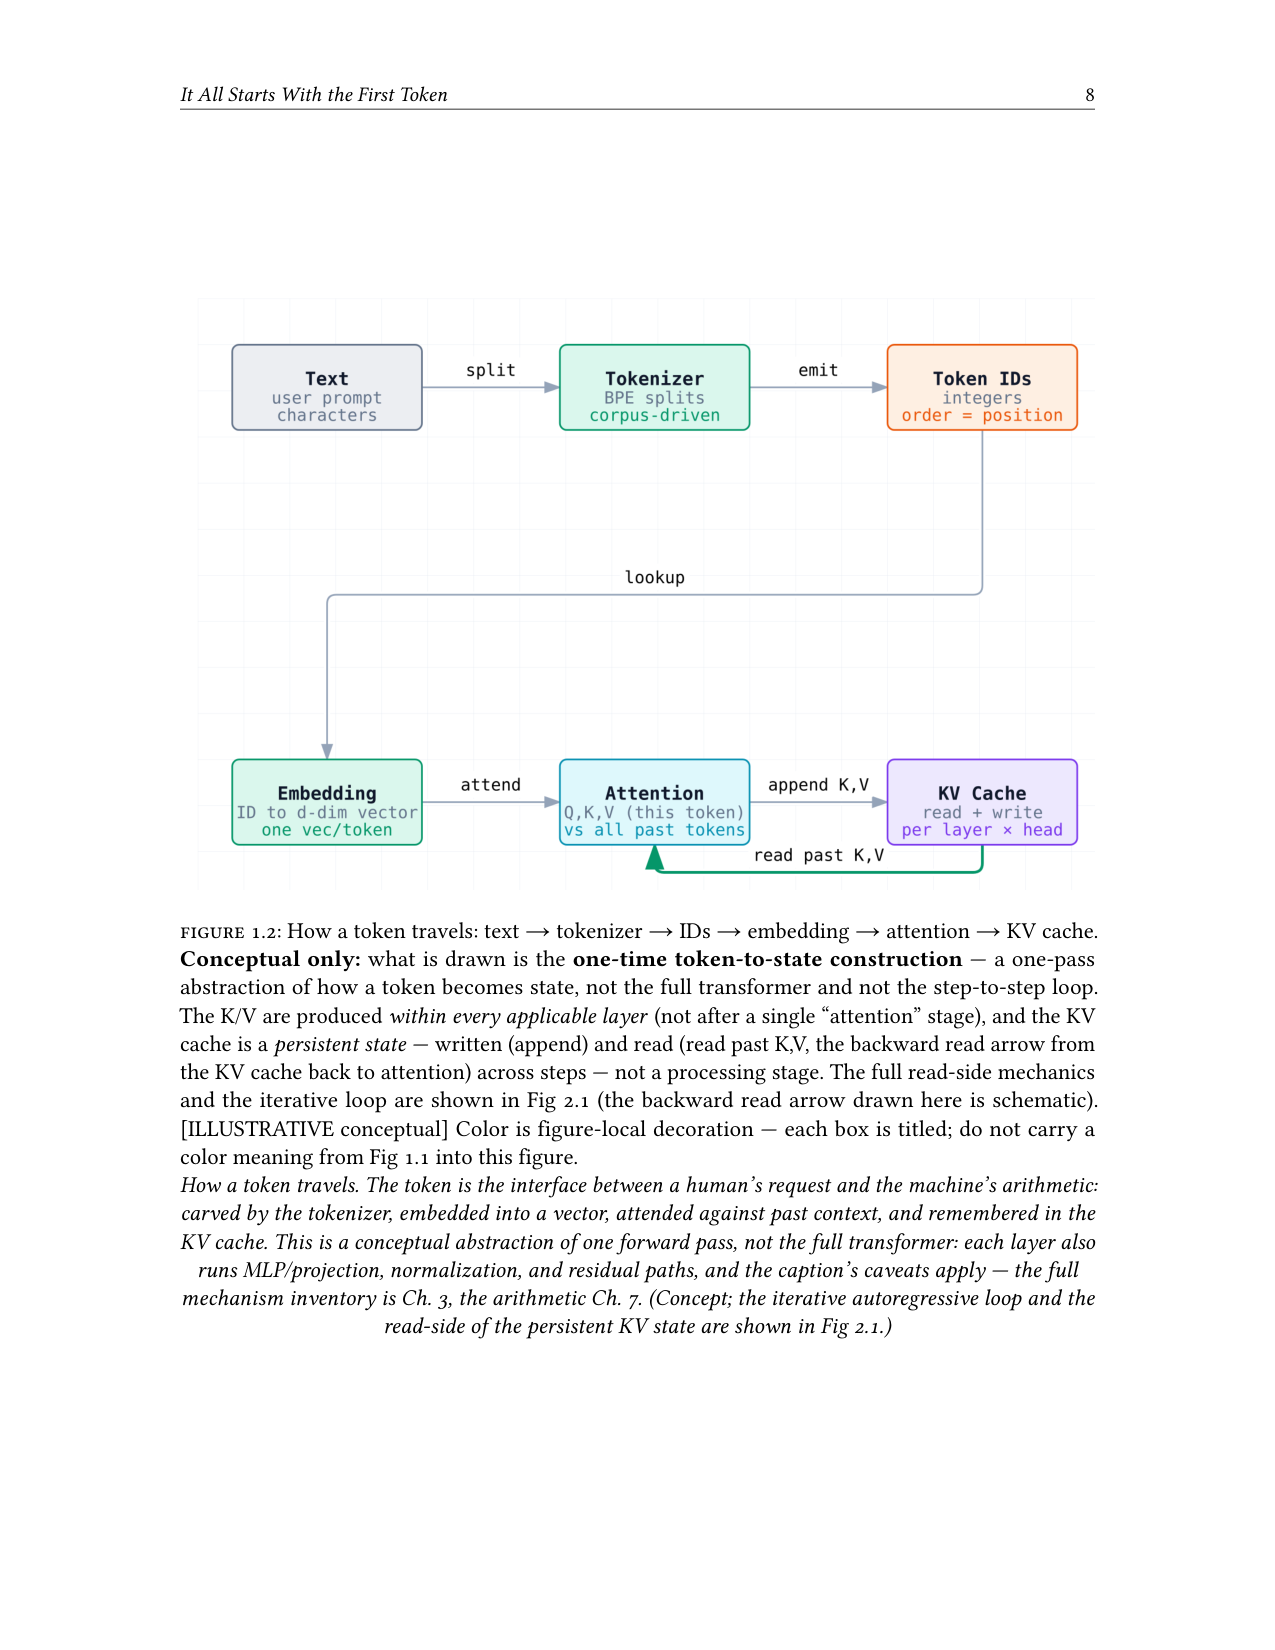 It All Starts With the First Token 8
split
emit
Text
Tokenizer
Token IDs
user prompt
BPE splits
integers
characters
corpus-driven
order = position
lookup
attend
append K,V
Embedding
Attention
KV Cache
ID to d-dim vector
Q,K,V (this token)
read + write
one vec/token
vs all past tokens
per layer × head
read past K,V
FIGURE 1.2: How a token travels: text → tokenizer → IDs → embedding → attention → KV cache.
Conceptual only: what is drawn is the one-time token-to-state construction — a one-pass
abstraction of how a token becomes state, not the full transformer and not the step-to-step loop.
The K/V are produced within every applicable layer (not after a single “attention” stage), and the KV
cache is a persistent state — written (append) and read (read past K,V, the backward read arrow from
the KV cache back to attention) across steps — not a processing stage. The full read-side mechanics
and the iterative loop are shown in Fig 2.1 (the backward read arrow drawn here is schematic).
[ILLUSTRATIVE conceptual] Color is figure-local decoration — each box is titled; do not carry a
color meaning from Fig 1.1 into this figure.
How a token travels. The token is the interface between a human’s request and the machine’s arithmetic:
carved by the tokenizer, embedded into a vector, attended against past context, and remembered in the
KV cache. This is a conceptual abstraction of one forward pass, not the full transformer: each layer also
runs MLP/projection, normalization, and residual paths, and the caption’s caveats apply — the full
mechanism inventory is Ch. 3, the arithmetic Ch. 7. (Concept; the iterative autoregressive loop and the
read-side of the persistent KV state are shown in Fig 2.1.)